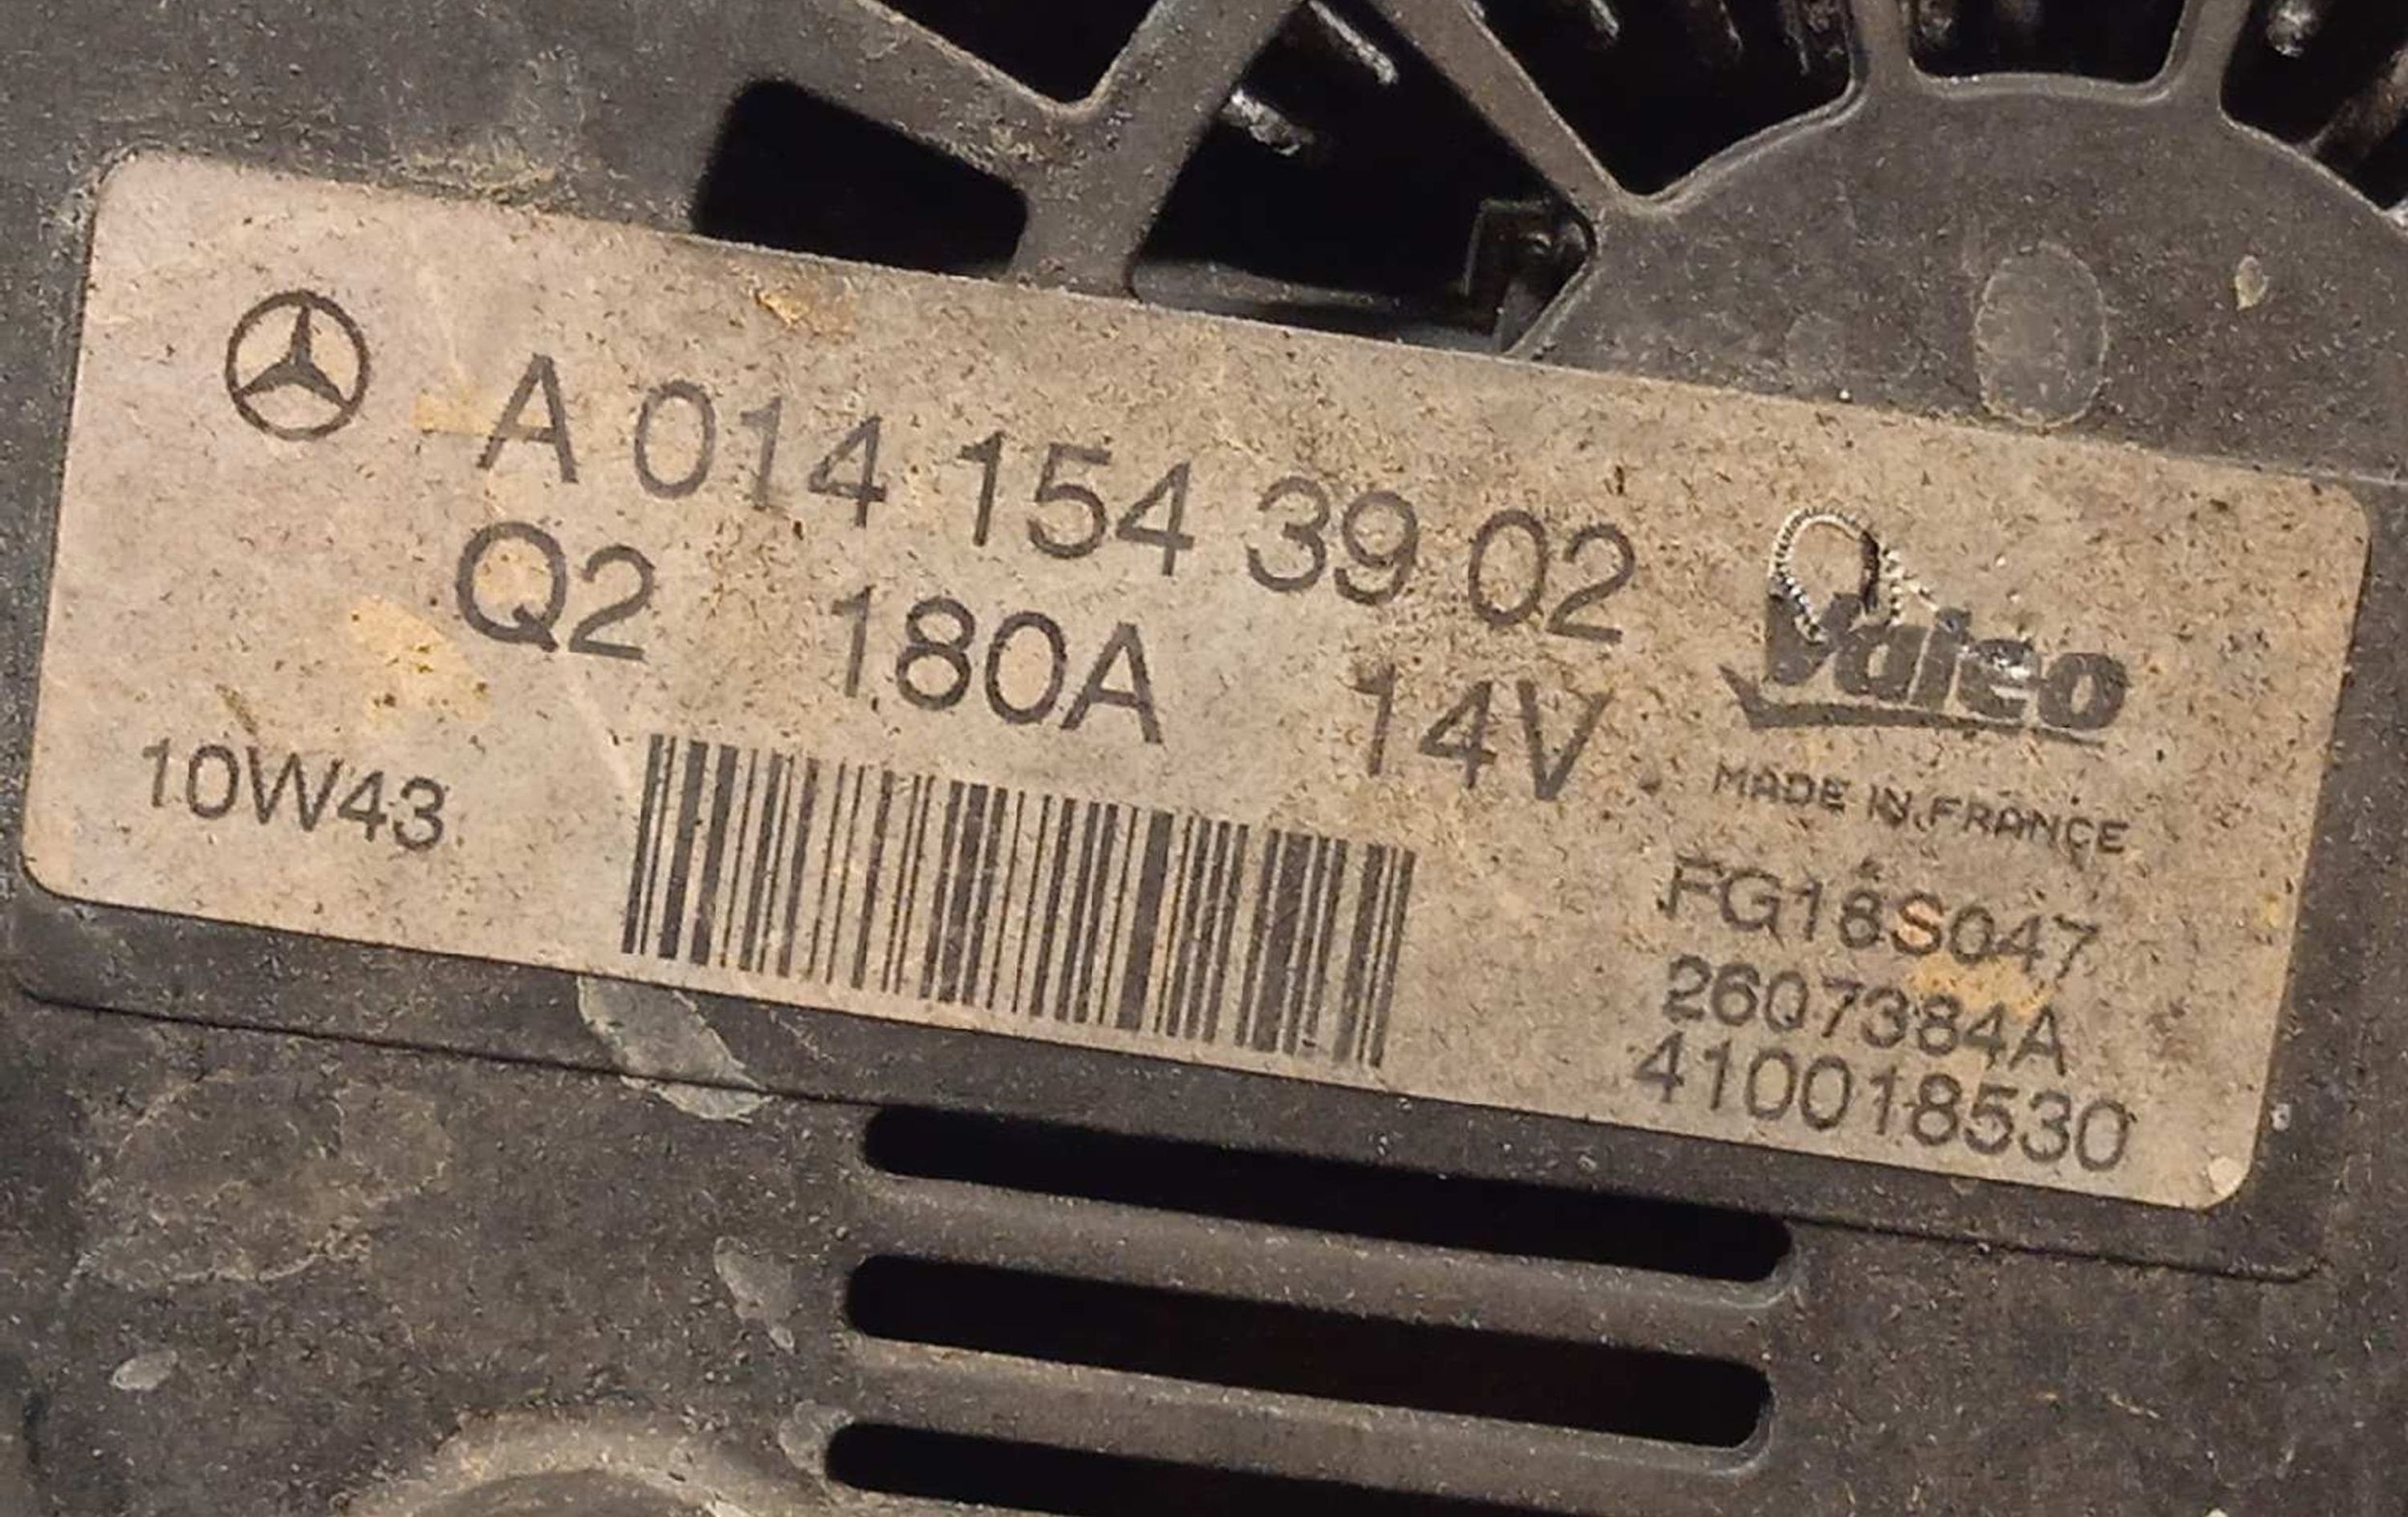 A 014 154 39 02
Q2 180A 14V
Valeo
10W43
MADE IN FRANCE
FG18S047
2607384A
410018530